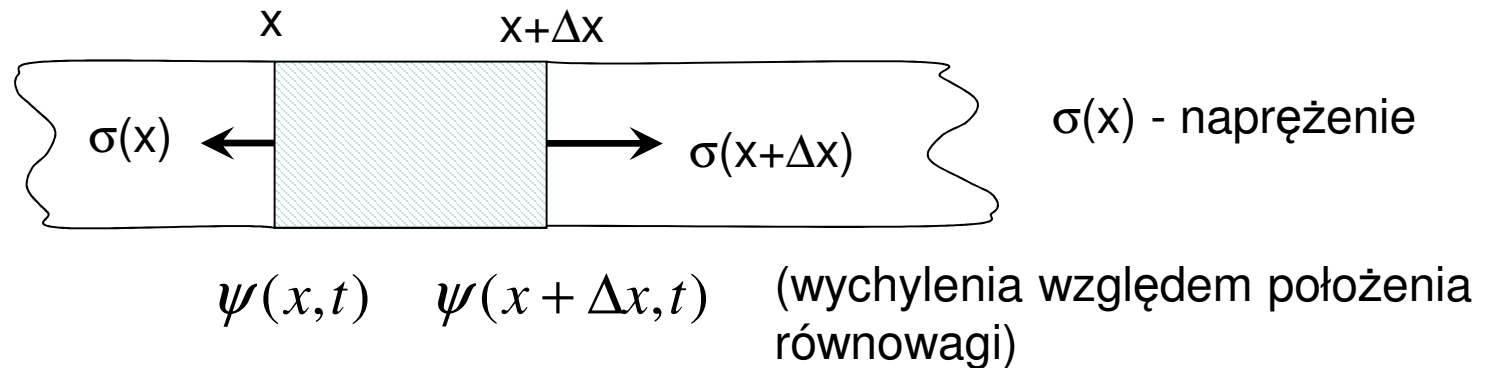 x x+Δx
σ(x) σ(x+Δx) σ(x) - naprężenie
ψ(x,t) ψ(x + Δx,t) (wychylenia względem położenia
równowagi)